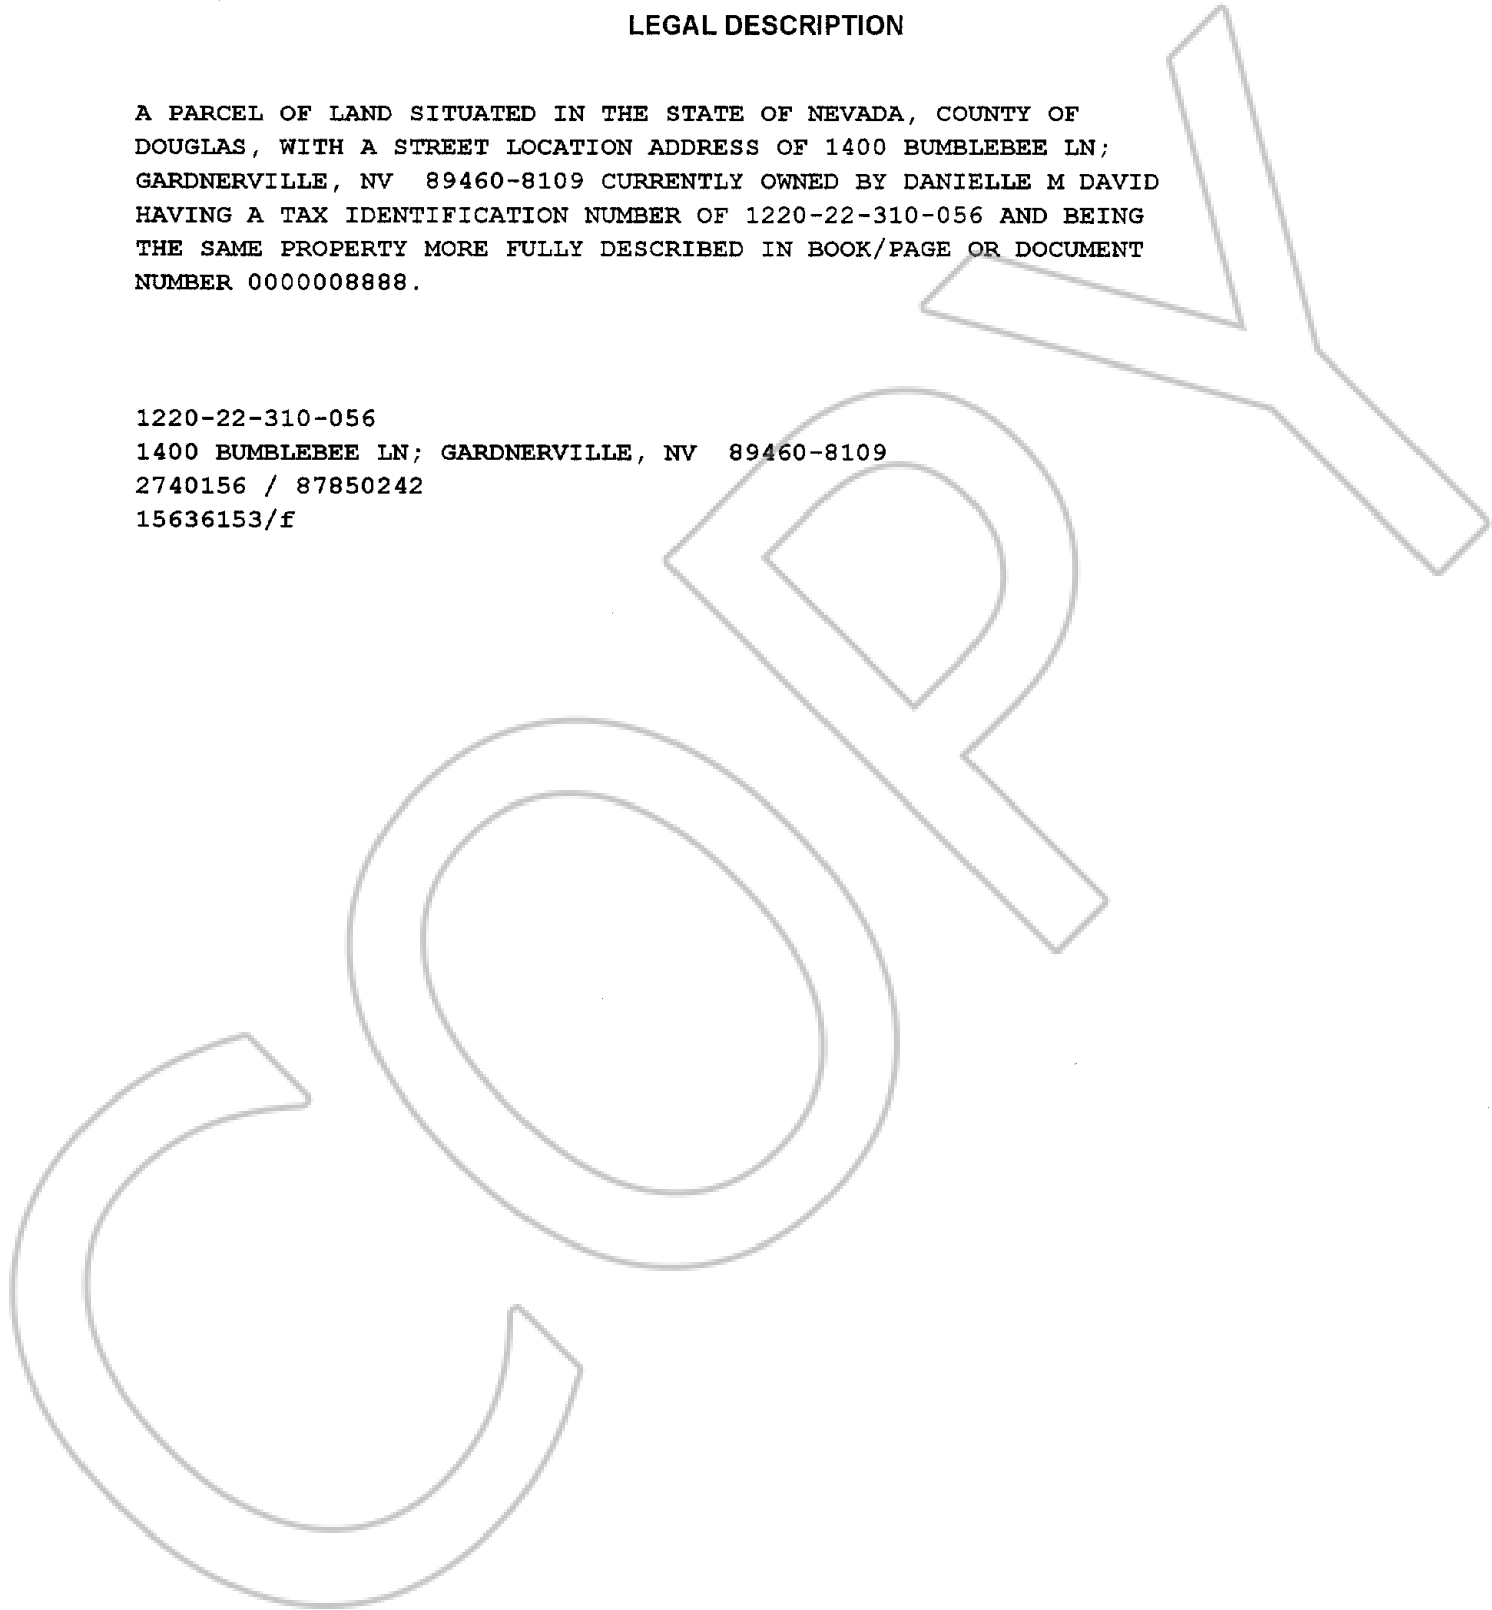 LEGAL DESCRIPTION
A PARCEL OF LAND SITUATED IN THE STATE OF NEVADA, COUNTY OF
DOUGLAS, WITH A STREET LOCATION ADDRESS OF 1400 BUMBLEBEE LN;
GARDNERVILLE, NV  89460-8109 CURRENTLY OWNED BY DANIELLE M DAVID
HAVING A TAX IDENTIFICATION NUMBER OF 1220-22-310-056 AND BEING
THE SAME PROPERTY MORE FULLY DESCRIBED IN BOOK/PAGE OR DOCUMENT
NUMBER 0000008888.
1220-22-310-056
1400 BUMBLEBEE LN; GARDNERVILLE, NV  89460-8109
2740156 / 87850242
15636153/f
COPY